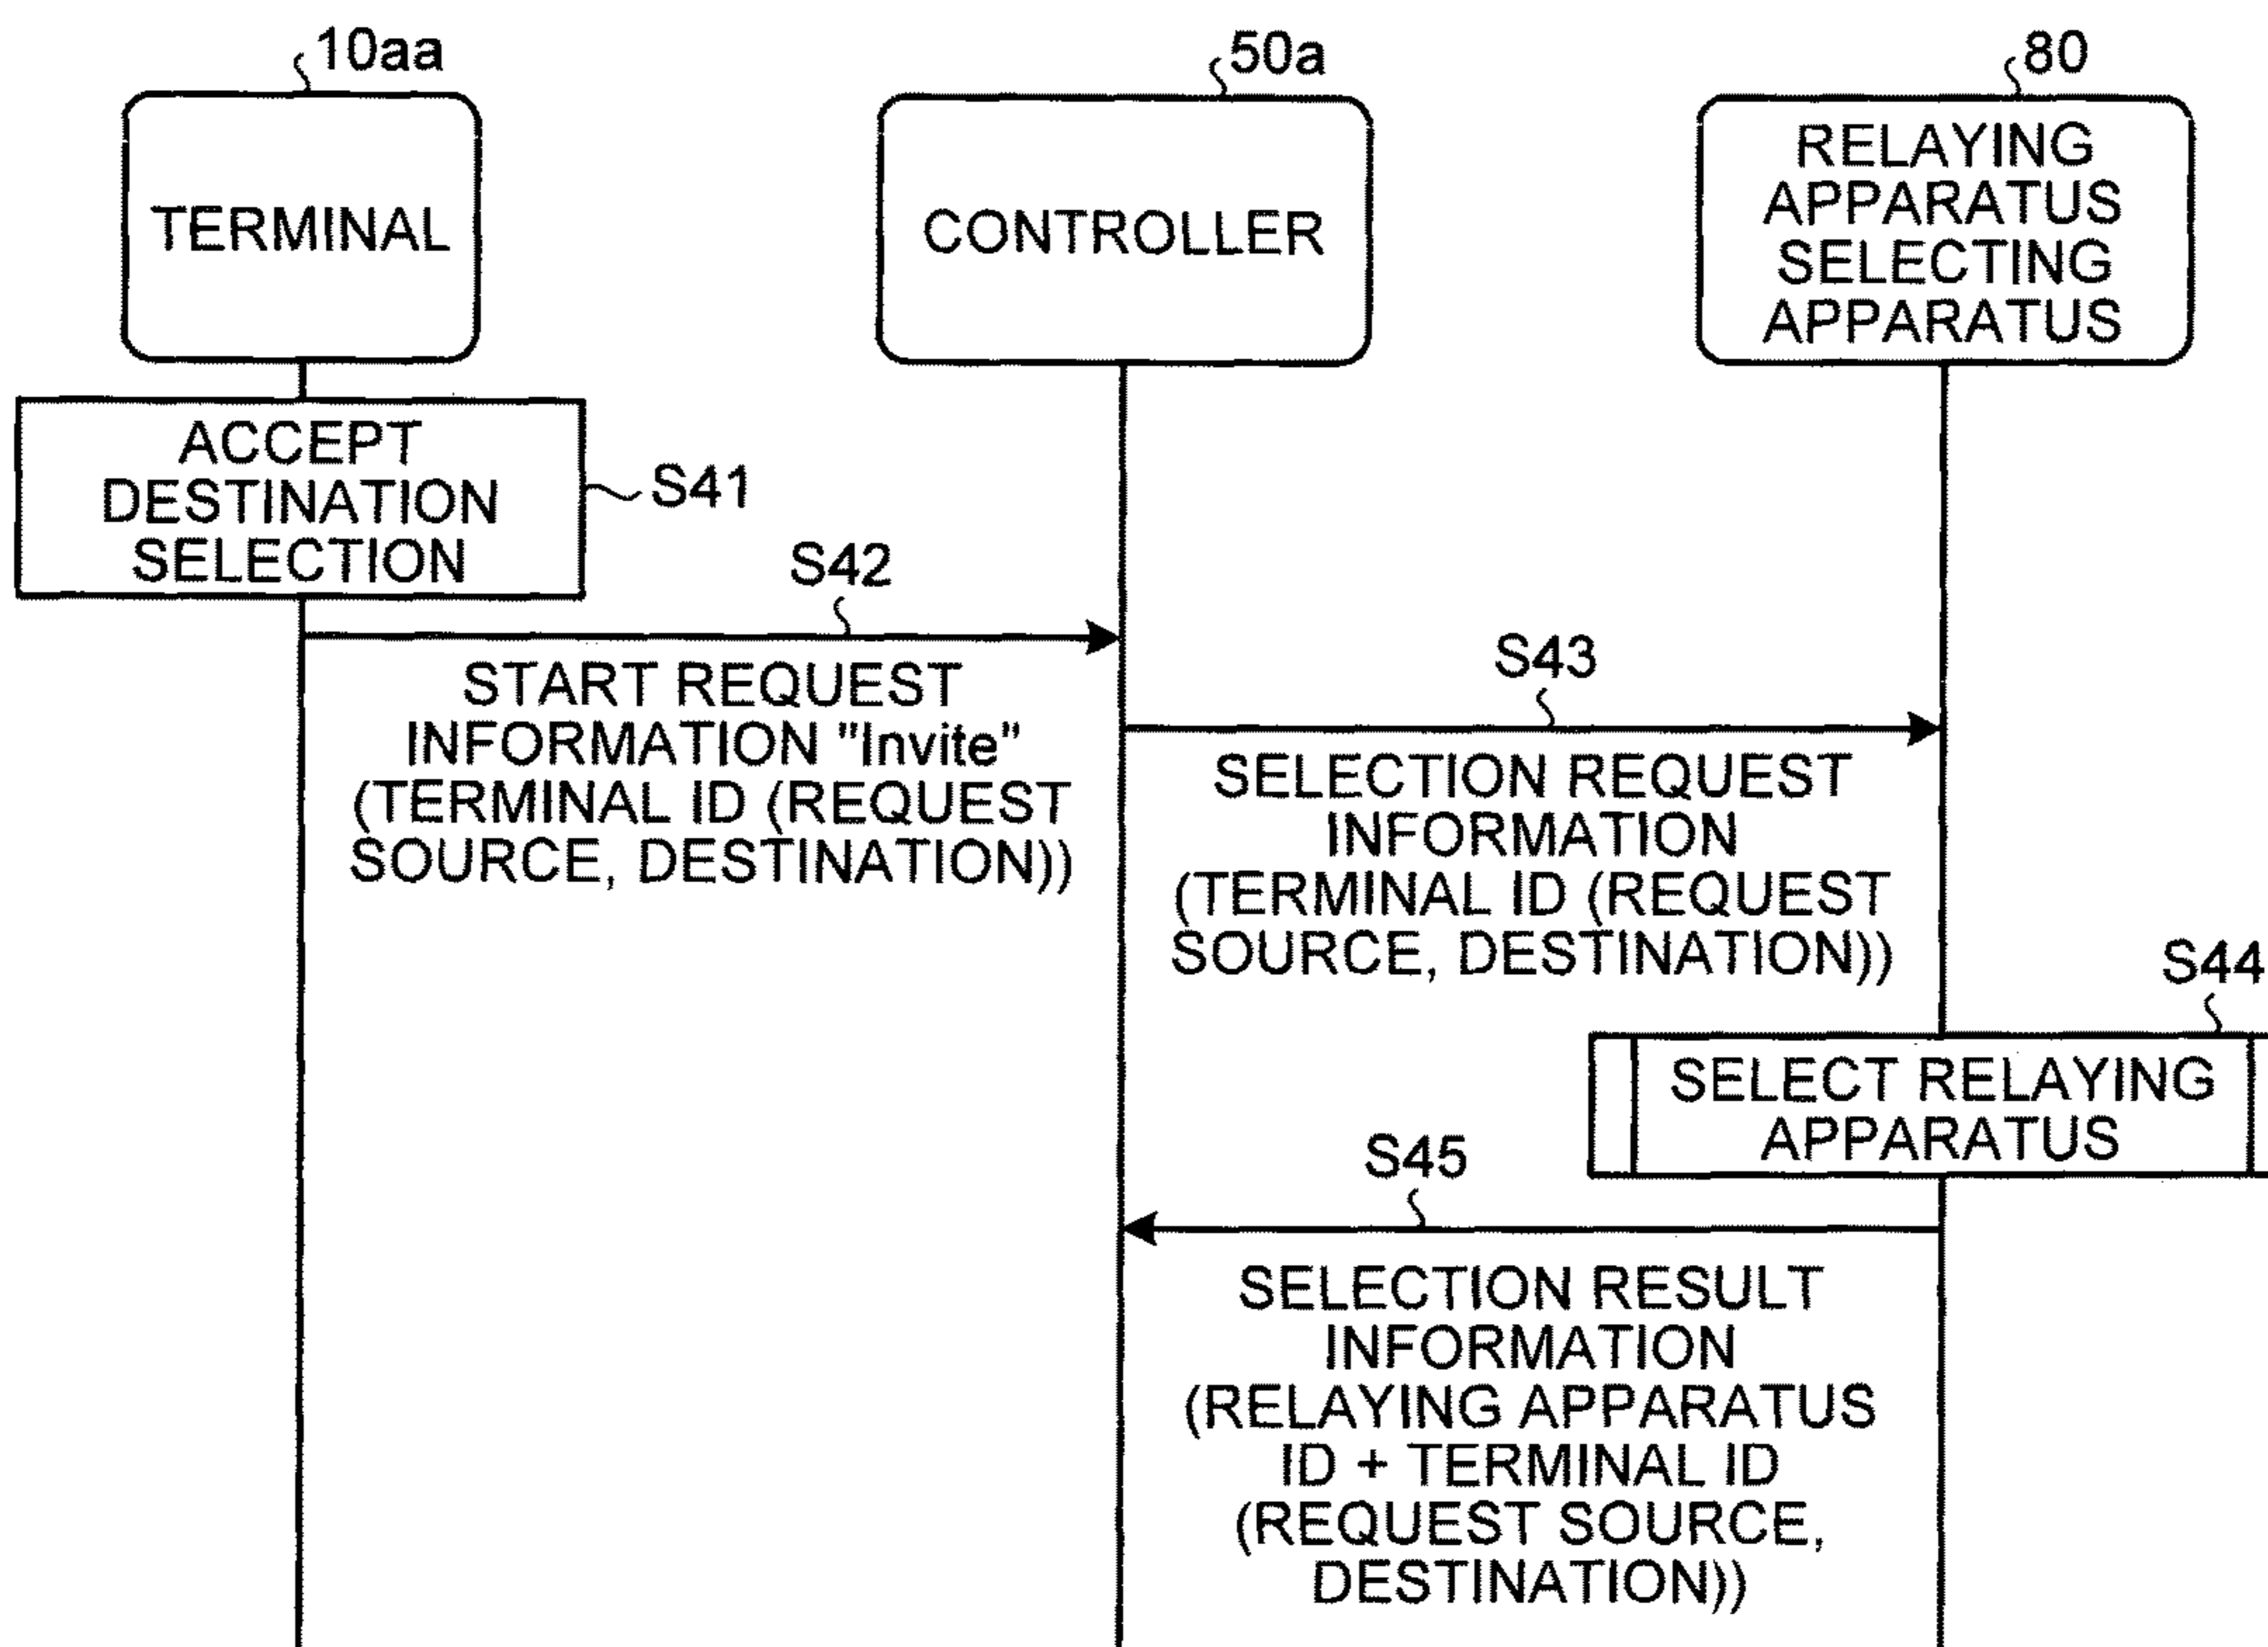 10aa
50a
80
TERMINAL
CONTROLLER
RELAYING
APPARATUS
SELECTING
APPARATUS
ACCEPT
DESTINATION
SELECTION
S41
S42
START REQUEST
INFORMATION "Invite"
(TERMINAL ID (REQUEST
SOURCE, DESTINATION))
S43
SELECTION REQUEST
INFORMATION
(TERMINAL ID (REQUEST
SOURCE, DESTINATION))
S44
SELECT RELAYING
APPARATUS
S45
SELECTION RESULT
INFORMATION
(RELAYING APPARATUS
ID + TERMINAL ID
(REQUEST SOURCE,
DESTINATION))